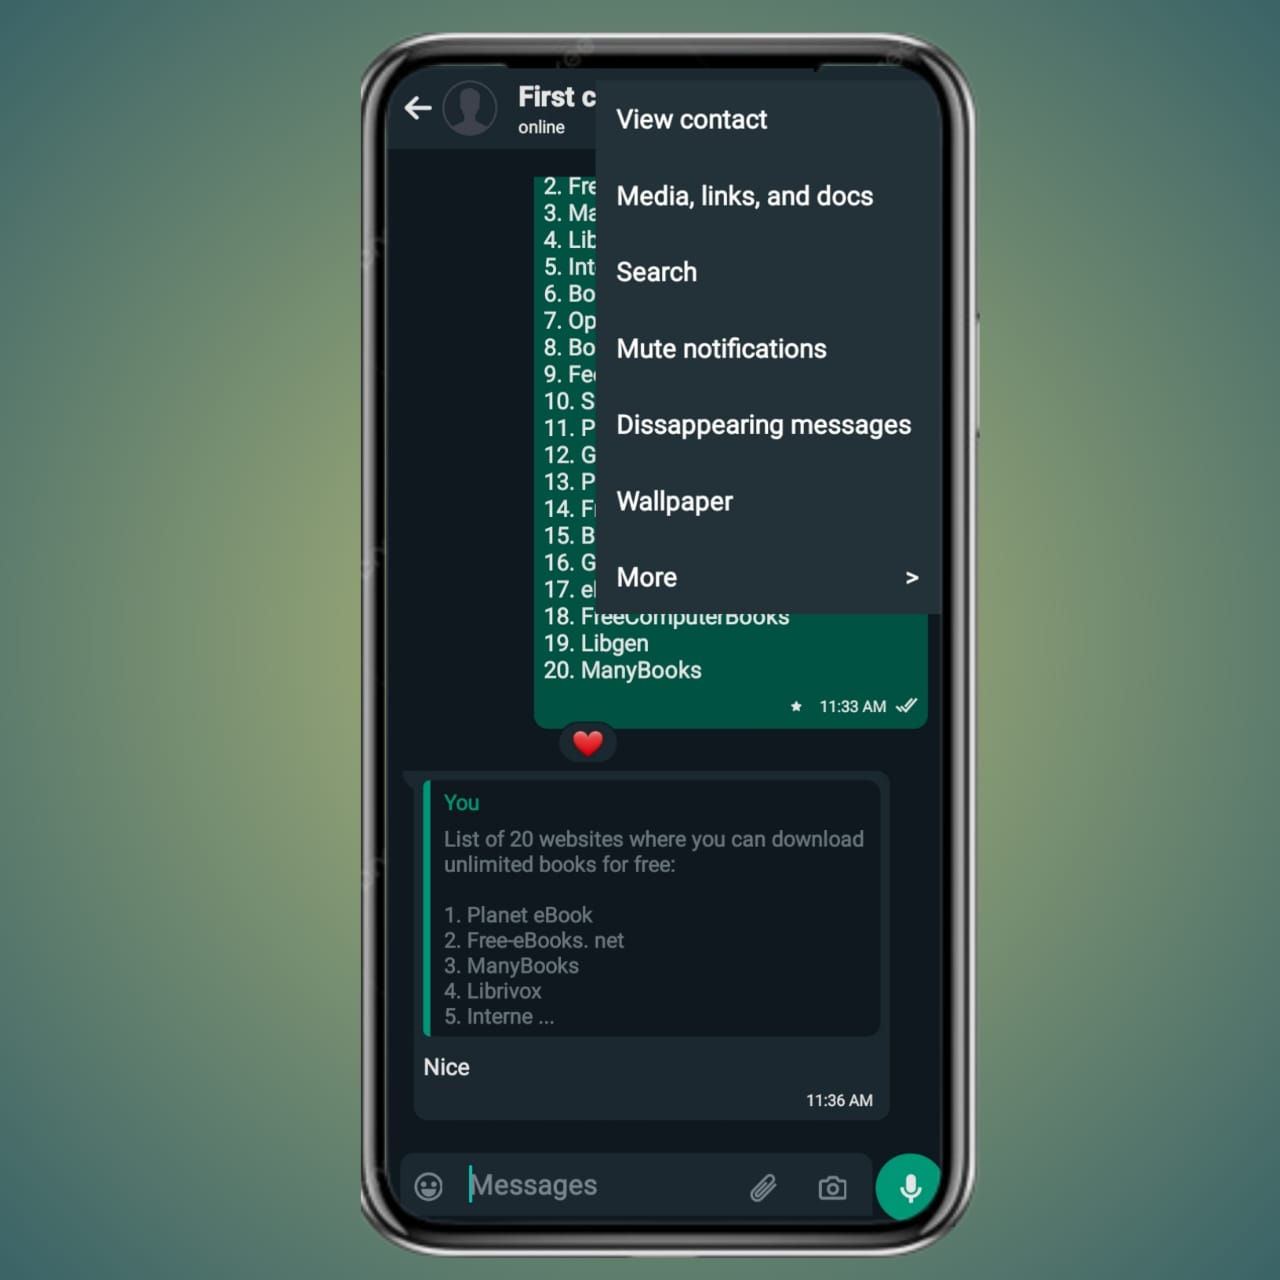 First c
online
View contact
Media, links, and docs
Search
Mute notifications
Dissappearing messages
Wallpaper
More >
2. Fre
3. Ma
4. Lib
5. Int
6. Bo
7. Op
8. Bo
9. Fee
10. S
11. P
12. G
13. P
14. F
15. B
16. G
17. e
18. FreeComputerBooks
19. Libgen
20. ManyBooks
11:33 AM
You
List of 20 websites where you can download
unlimited books for free:
1. Planet eBook
2. Free-eBooks. net
3. ManyBooks
4. Librivox
5. Interne ...
Nice
11:36 AM
Messages